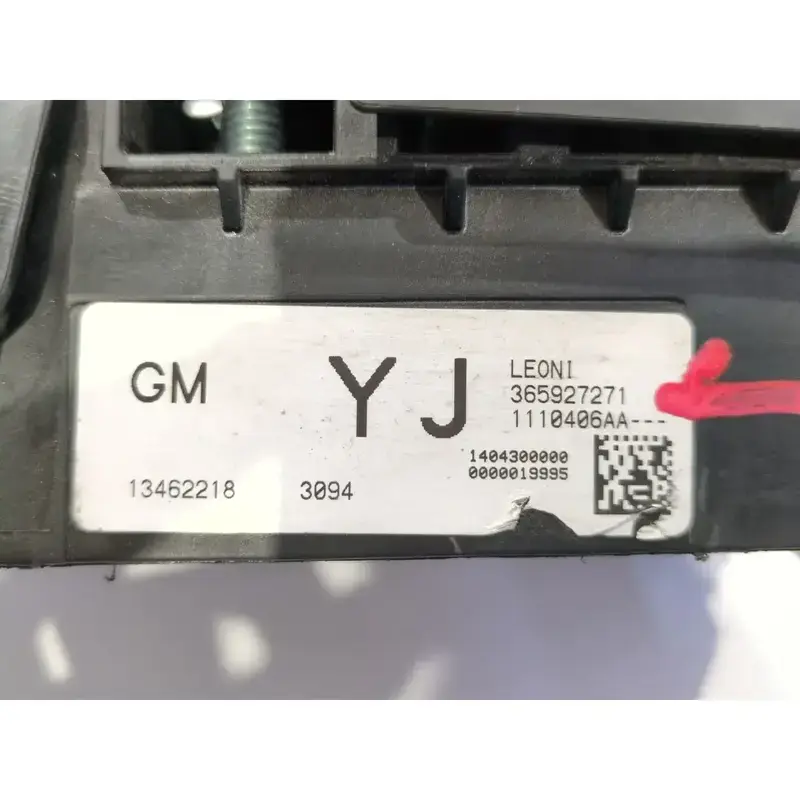 GM
YJ
LEONI
365927271
1110406AA---
1404300000
0000019995
13462218 3094